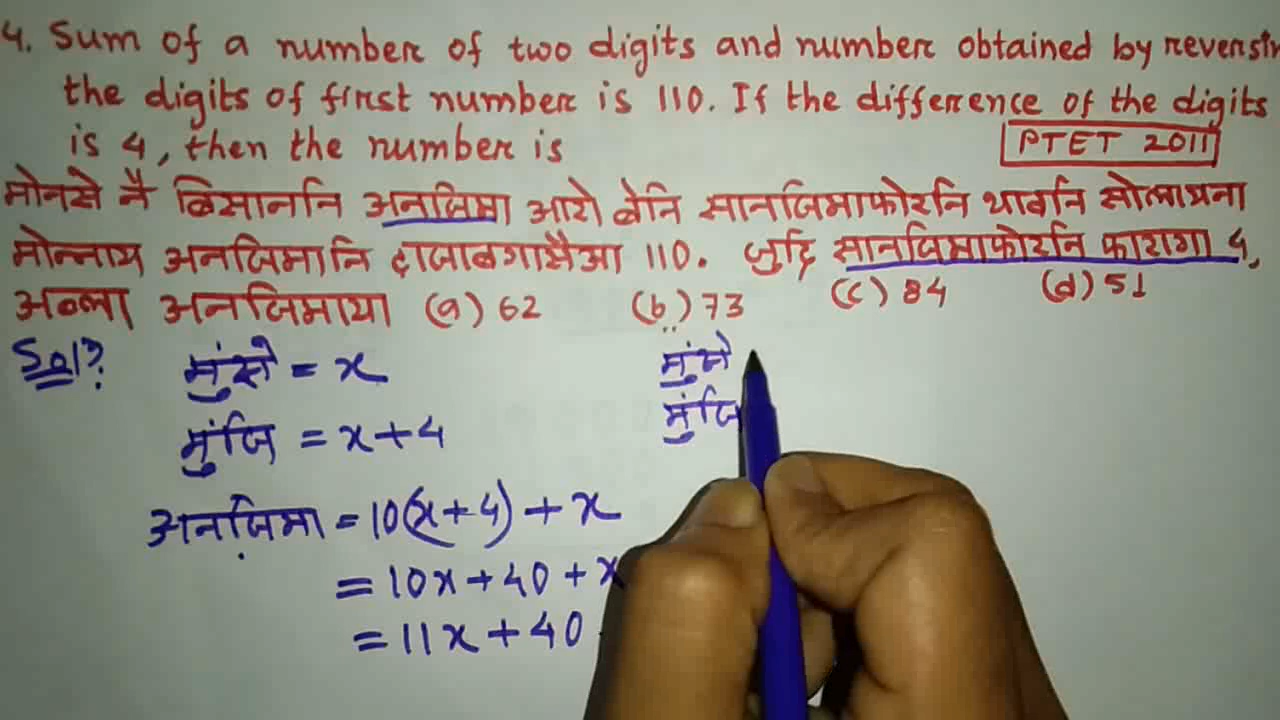 4. Sum of a number of two digits and number obtained by reversin
the digits of first number is 110. If the difference of the digits
is 4, then the number is
PTET 2011
मोनसे नै बिसाननि अनजिमा आरो बेनि सानजिमाफोरनि थावनि सोलायना
मोन्नाय अनजिमानि दाजाबगासैआ 110. जुदि सानजिमाफोरनि फारागा 4,
अब्ला अनजिमाया (a) 62 (b) 73 (c) 84 (d) 51
Sol?
मुंसे = x
मुंजि = x+4
अनजिमा = 10(x+4) + x
= 10x+40+x
= 11x+40
मुंसे
मुंजि